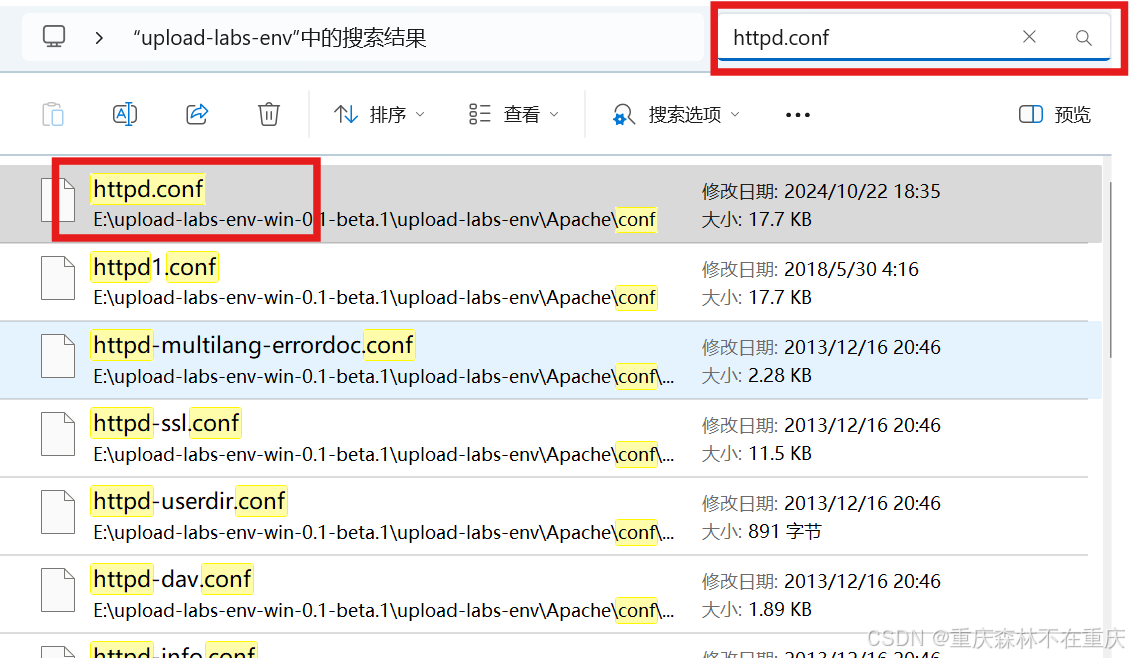 “upload-labs-env”中的搜索结果
httpd.conf
排序
查看
搜索选项
预览
httpd.conf
修改日期: 2024/10/22 18:35
E:\upload-labs-env-win-0.1-beta.1\upload-labs-env\Apache\conf
大小: 17.7 KB
httpd1.conf
修改日期: 2018/5/30 4:16
E:\upload-labs-env-win-0.1-beta.1\upload-labs-env\Apache\conf
大小: 17.7 KB
httpd-multilang-errordoc.conf
修改日期: 2013/12/16 20:46
E:\upload-labs-env-win-0.1-beta.1\upload-labs-env\Apache\conf\...
大小: 2.28 KB
httpd-ssl.conf
修改日期: 2013/12/16 20:46
E:\upload-labs-env-win-0.1-beta.1\upload-labs-env\Apache\conf\...
大小: 11.5 KB
httpd-userdir.conf
修改日期: 2013/12/16 20:46
E:\upload-labs-env-win-0.1-beta.1\upload-labs-env\Apache\conf\...
大小: 891 字节
httpd-dav.conf
修改日期: 2013/12/16 20:46
E:\upload-labs-env-win-0.1-beta.1\upload-labs-env\Apache\conf\...
大小: 1.89 KB
httpd-info.conf
修改日期: 2013/12/16 20:46
CSDN @重庆森林不在重庆